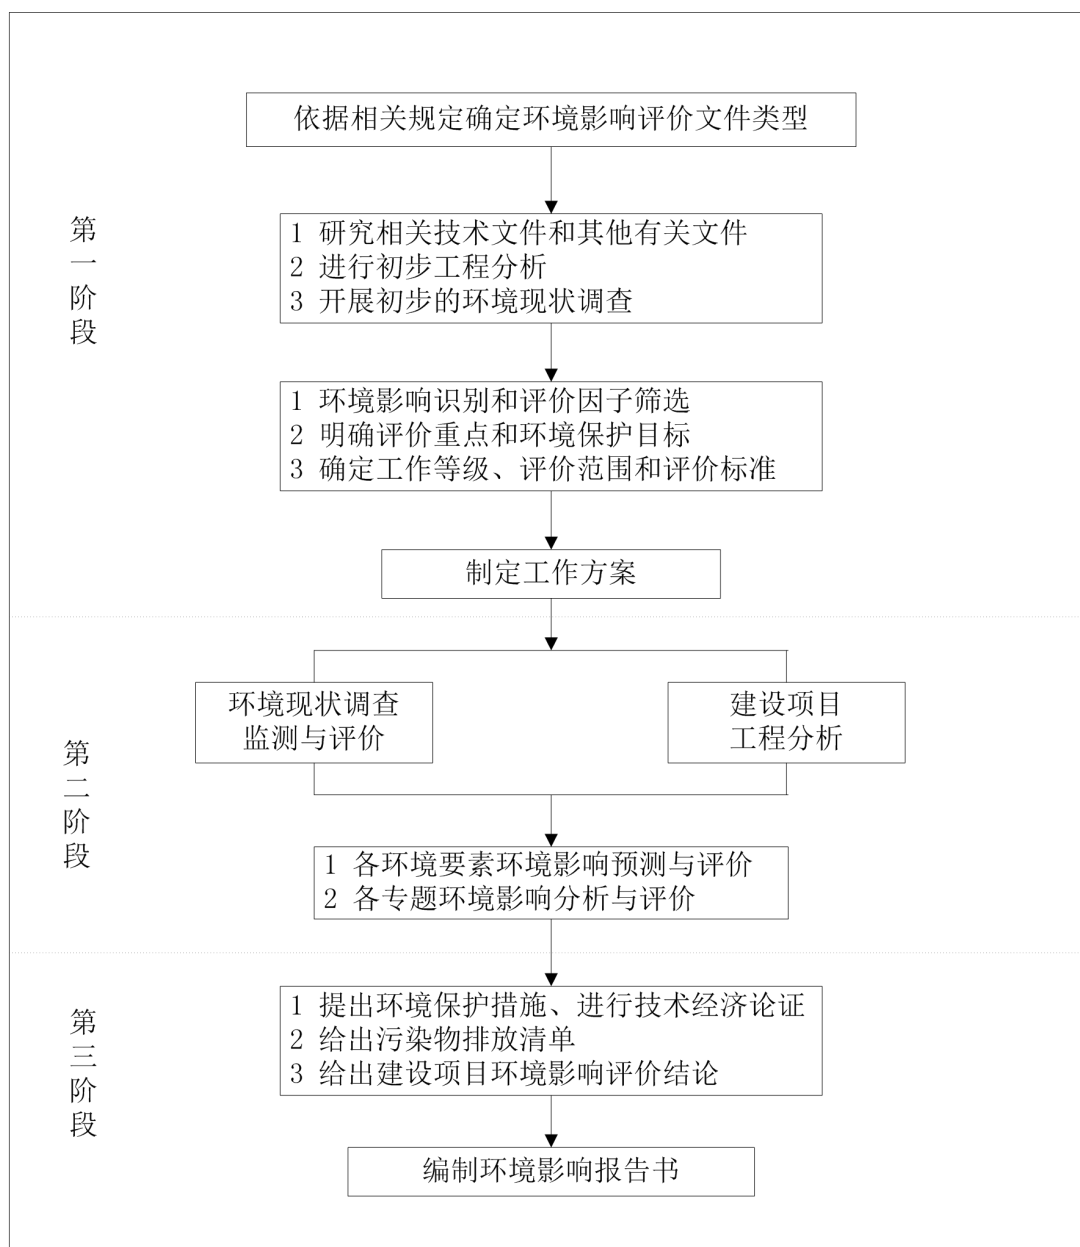 依据相关规定确定环境影响评价文件类型
第一阶段
1 研究相关技术文件和其他有关文件
2 进行初步工程分析
3 开展初步的环境现状调查
1 环境影响识别和评价因子筛选
2 明确评价重点和环境保护目标
3 确定工作等级、评价范围和评价标准
制定工作方案
第二阶段
环境现状调查
监测与评价
建设项目
工程分析
1 各环境要素环境影响预测与评价
2 各专题环境影响分析与评价
第三阶段
1 提出环境保护措施、进行技术经济论证
2 给出污染物排放清单
3 给出建设项目环境影响评价结论
编制环境影响报告书